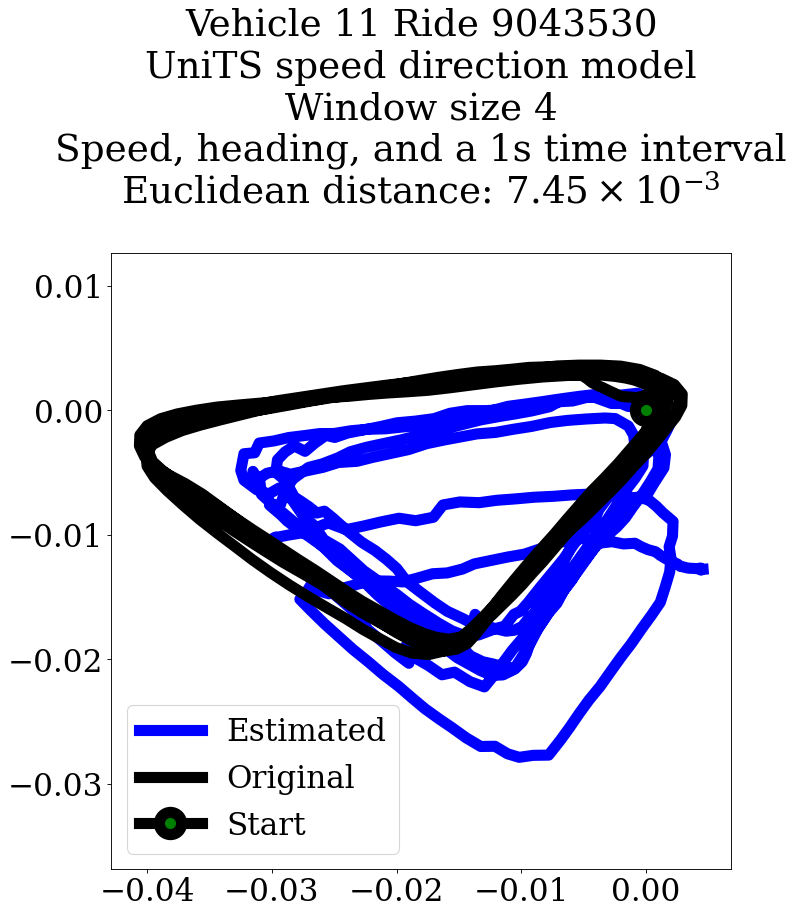 Vehicle 11 Ride 9043530
UniTS speed direction model
Window size 4
Speed, heading, and a 1s time interval
Euclidean distance: 7.45 × 10⁻³
0.01
0.00
−0.01
−0.02
−0.03
Estimated
Original
Start
−0.04 −0.03 −0.02 −0.01 0.00